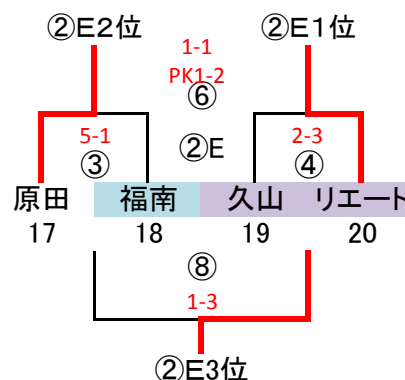 ②E2位
②E1位
1-1
PK1-2
⑥
5-1
2-3
③
②E
④
原田 福南 久山 リエート
17 18 19 20
⑧
1-3
②E3位